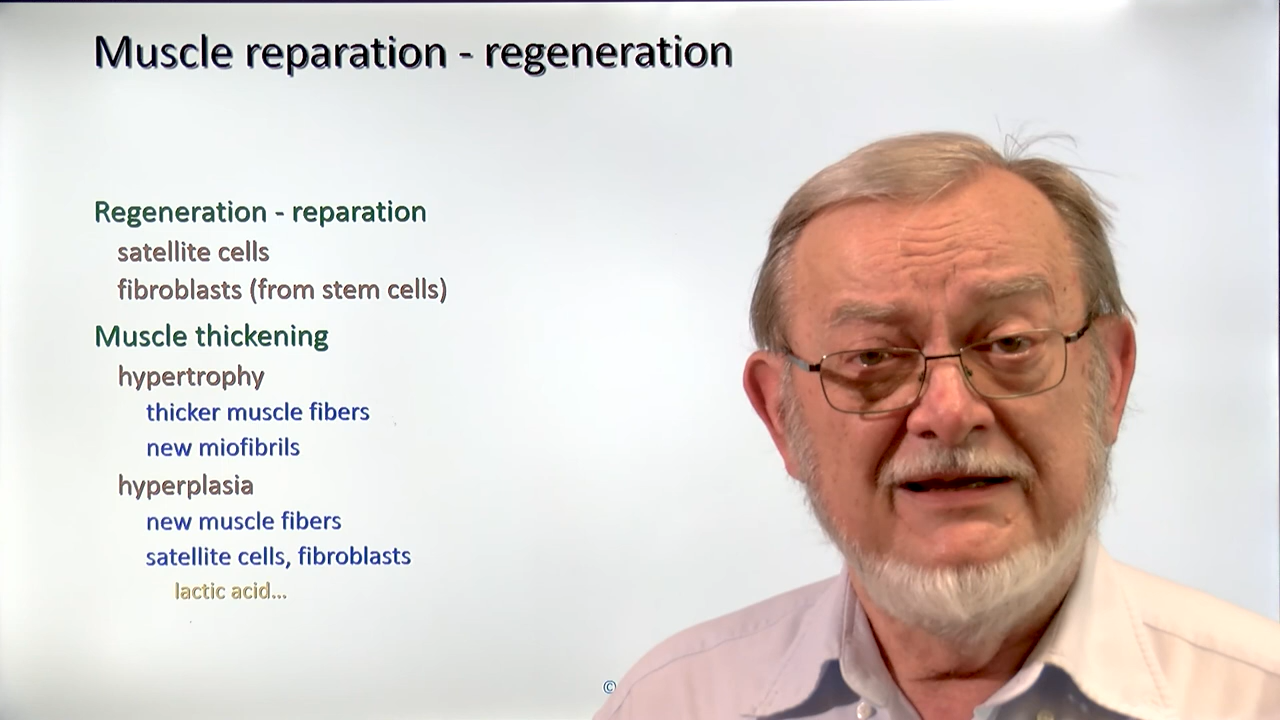 Muscle reparation - regeneration
Regeneration - reparation
satellite cells
fibroblasts (from stem cells)
Muscle thickening
hypertrophy
thicker muscle fibers
new miofibrils
hyperplasia
new muscle fibers
satellite cells, fibroblasts
lactic acid...
©